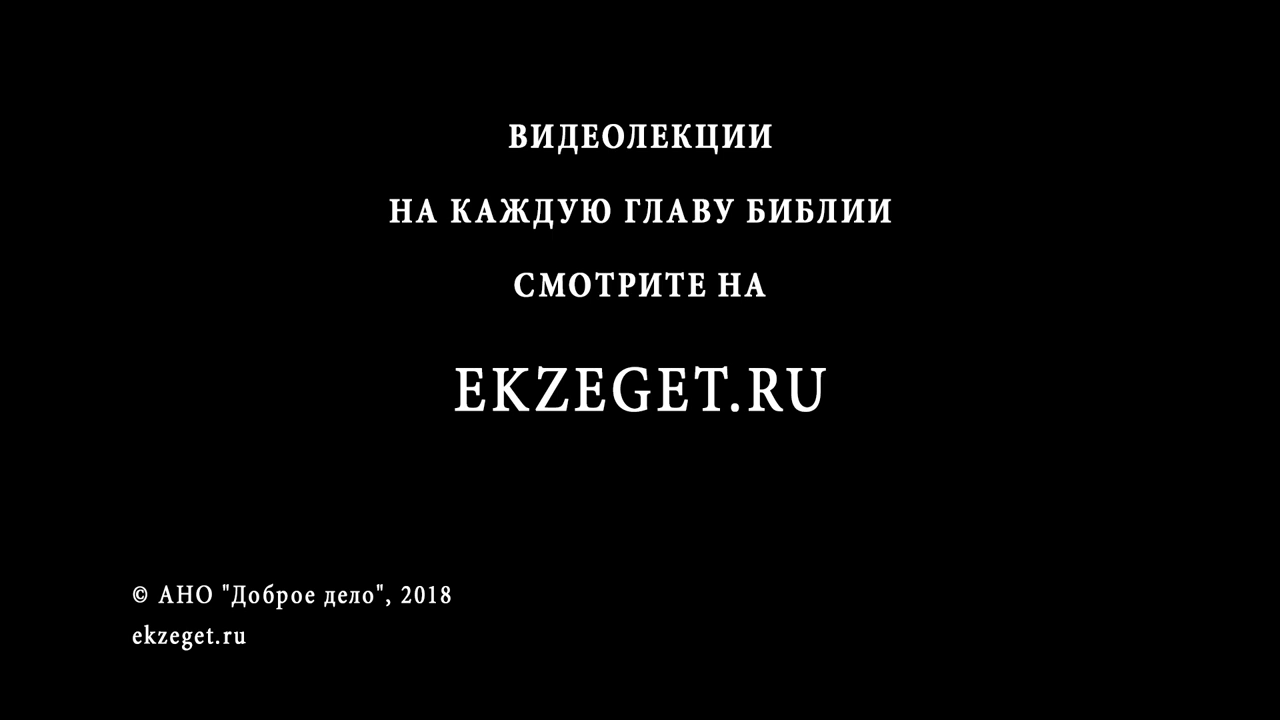 ВИДЕОЛЕКЦИИ
НА КАЖДУЮ ГЛАВУ БИБЛИИ
СМОТРИТЕ НА
EKZEGET.RU
© АНО "Доброе дело", 2018
ekzeget.ru